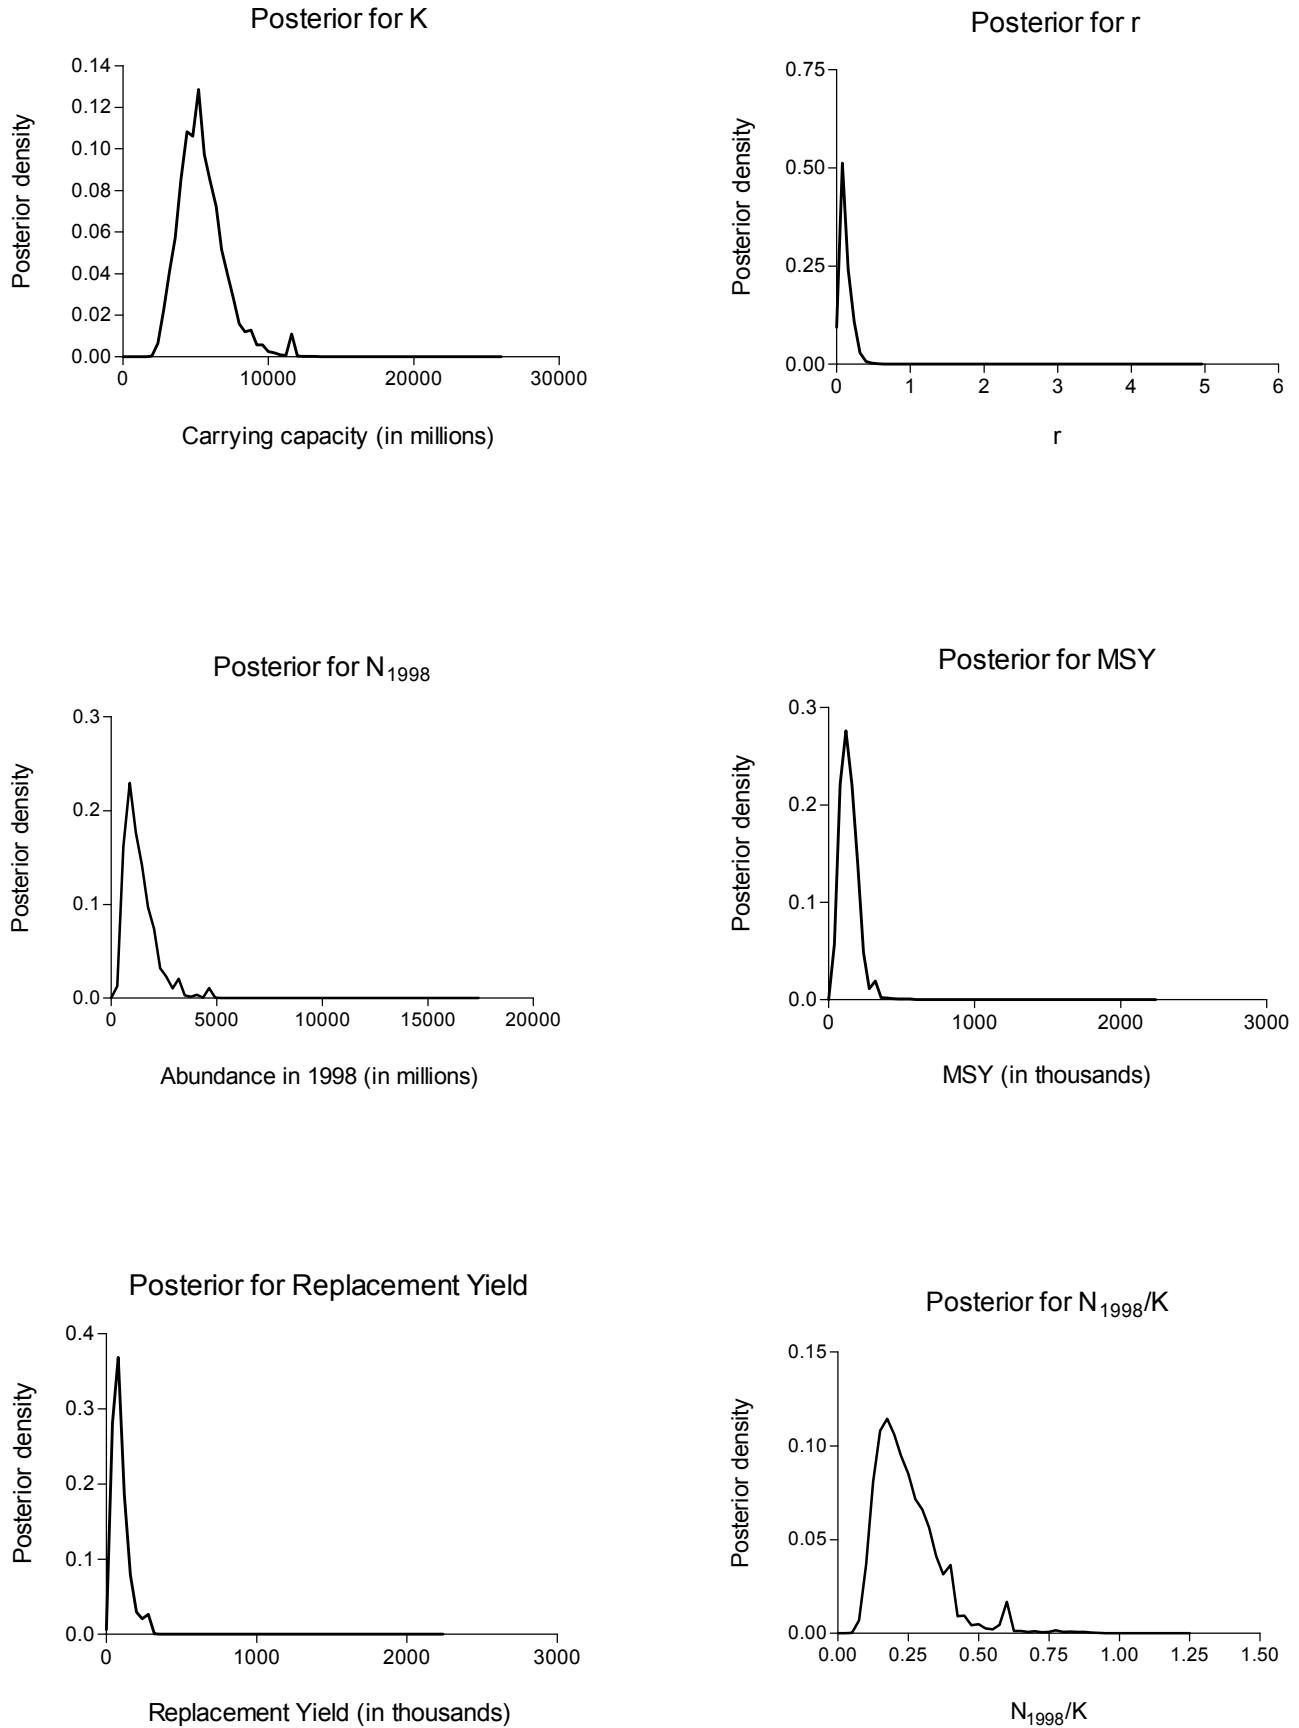 Posterior for K
0.14
0.12
0.10
0.08
0.06
0.04
0.02
0.00
Posterior density
0 10000 20000 30000
Carrying capacity (in millions)
Posterior for r
0.75
0.50
0.25
0.00
Posterior density
0 1 2 3 4 5 6
r
Posterior for N1998
0.3
0.2
0.1
0.0
Posterior density
0 5000 10000 15000 20000
Abundance in 1998 (in millions)
Posterior for MSY
0.3
0.2
0.1
0.0
Posterior density
0 1000 2000 3000
MSY (in thousands)
Posterior for Replacement Yield
0.4
0.3
0.2
0.1
0.0
Posterior density
0 1000 2000 3000
Replacement Yield (in thousands)
Posterior for N1998/K
0.15
0.10
0.05
0.00
Posterior density
0.00 0.25 0.50 0.75 1.00 1.25 1.50
N1998/K